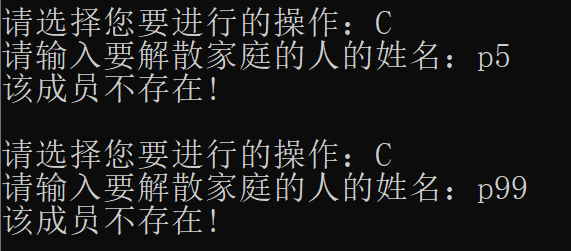 请选择您要进行的操作：C
请输入要解散家庭的人的姓名：p5
该成员不存在!
请选择您要进行的操作：C
请输入要解散家庭的人的姓名：p99
该成员不存在!